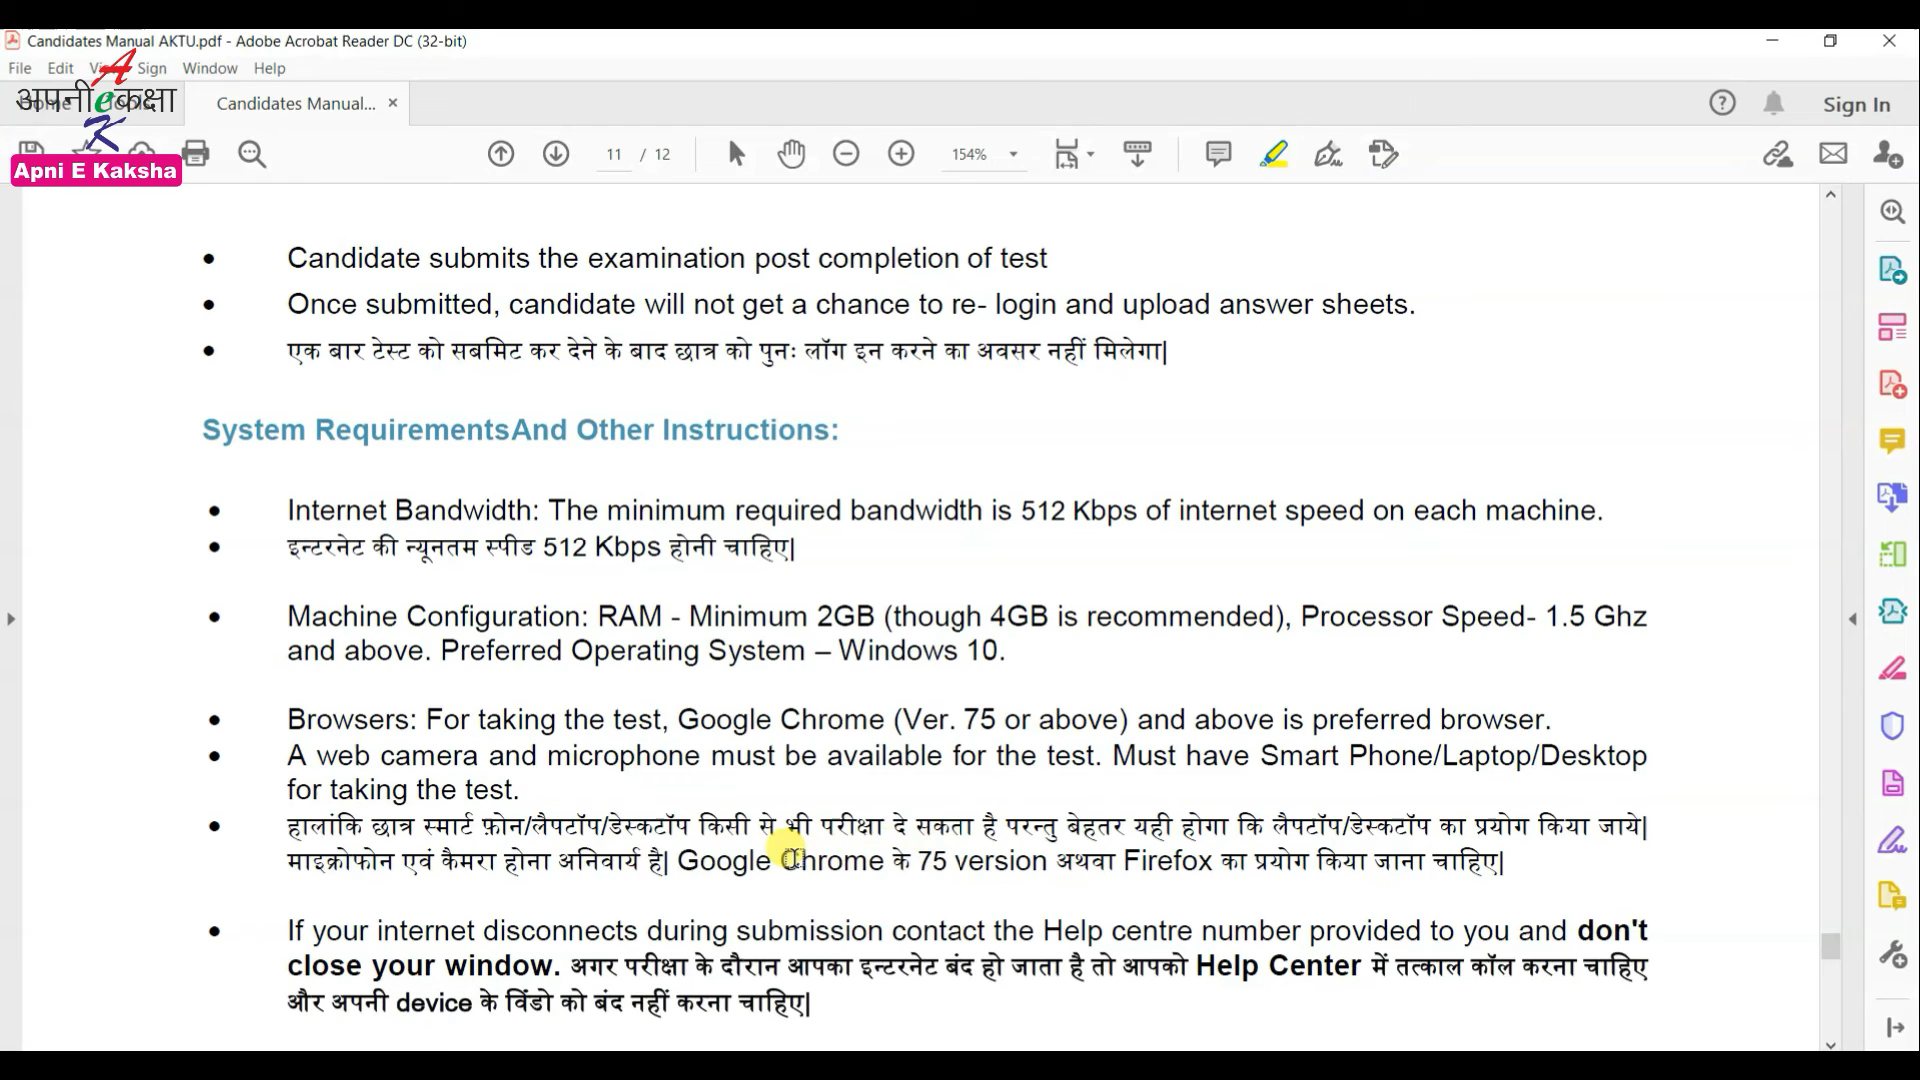 Candidates Manual AKTU.pdf - Adobe Acrobat Reader DC (32-bit)
File Edit Sign Window Help
A
अपनी e कक्षा
K
Apni E Kaksha
Candidates Manual... ×
Sign In
11 / 12
154%
• Candidate submits the examination post completion of test
• Once submitted, candidate will not get a chance to re- login and upload answer sheets.
• एक बार टेस्ट को सबमिट कर देने के बाद छात्र को पुनः लॉग इन करने का अवसर नहीं मिलेगा|
System RequirementsAnd Other Instructions:
• Internet Bandwidth: The minimum required bandwidth is 512 Kbps of internet speed on each machine.
• इन्टरनेट की न्यूनतम स्पीड 512 Kbps होनी चाहिए|
• Machine Configuration: RAM - Minimum 2GB (though 4GB is recommended), Processor Speed- 1.5 Ghz
and above. Preferred Operating System – Windows 10.
• Browsers: For taking the test, Google Chrome (Ver. 75 or above) and above is preferred browser.
• A web camera and microphone must be available for the test. Must have Smart Phone/Laptop/Desktop
for taking the test.
• हालांकि छात्र स्मार्ट फ़ोन/लैपटॉप/डेस्कटॉप किसी से भी परीक्षा दे सकता है परन्तु बेहतर यही होगा कि लैपटॉप/डेस्कटॉप का प्रयोग किया जाये|
माइक्रोफोन एवं कैमरा होना अनिवार्य है| Google Chrome के 75 version अथवा Firefox का प्रयोग किया जाना चाहिए|
• If your internet disconnects during submission contact the Help centre number provided to you and don't
close your window. अगर परीक्षा के दौरान आपका इन्टरनेट बंद हो जाता है तो आपको Help Center में तत्काल कॉल करना चाहिए
और अपनी device के विंडो को बंद नहीं करना चाहिए|